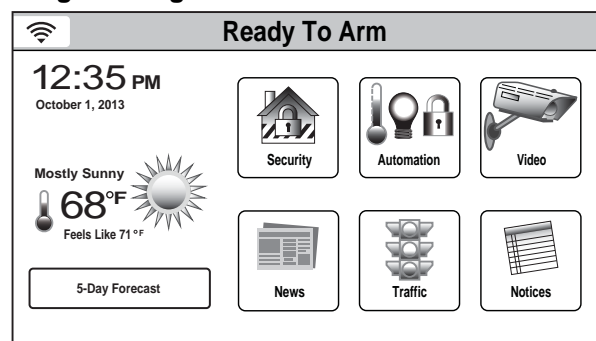 Ready To Arm
12:35 PM
October 1, 2013
Mostly Sunny
68°F
Feels Like 71°F
5-Day Forecast
Security
Automation
Video
News
Traffic
Notices